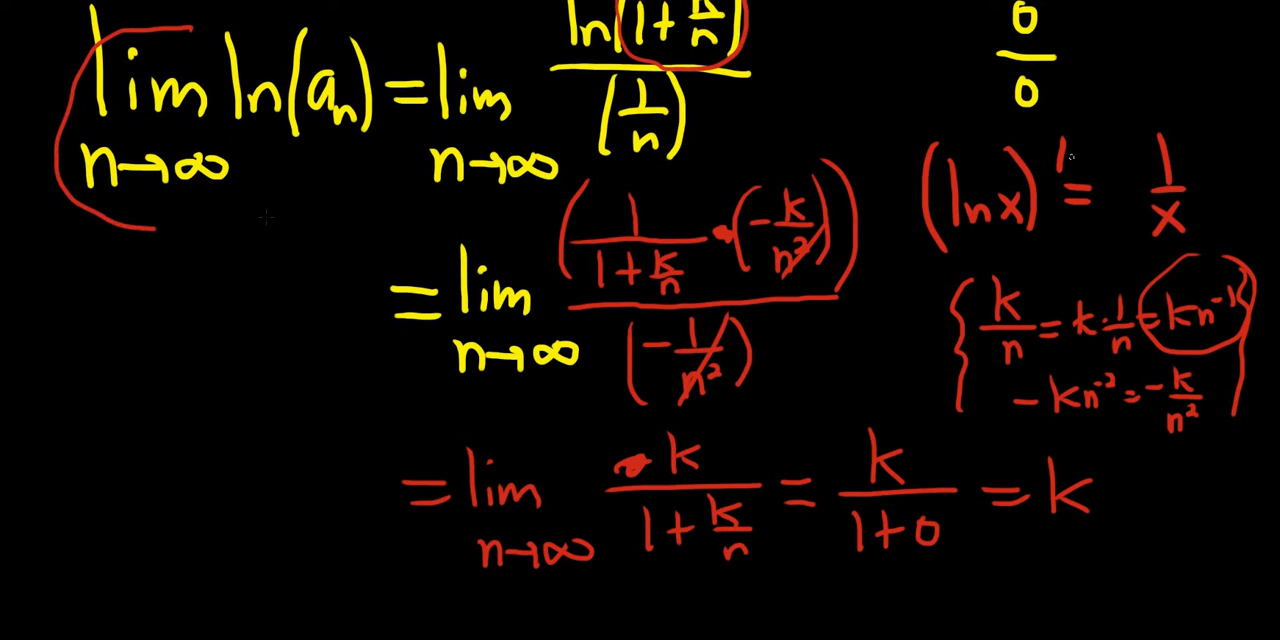 lim n→∞ ln(aₙ) = lim n→∞ ln(1 + k/n) / (1/n)
0/0
(ln x)' = 1/x
= lim n→∞ (1/(1 + k/n) · (-k/n²)) / (-1/n²)
{ k/n = k · 1/n = kn⁻¹
- kn⁻² = -k/n² }
= lim n→∞ k/(1 + k/n) = k/(1 + 0) = k